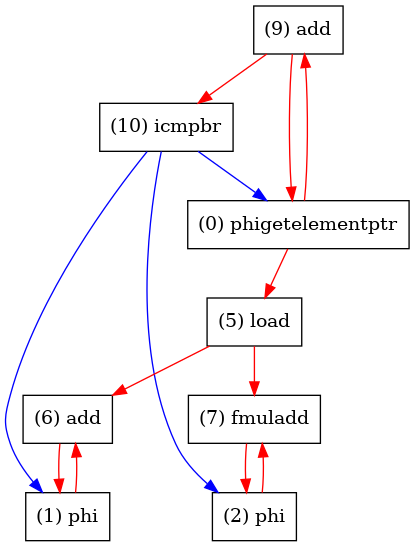 (9) add
(10) icmpbr
(0) phigetelementptr
(5) load
(6) add
(7) fmuladd
(1) phi
(2) phi